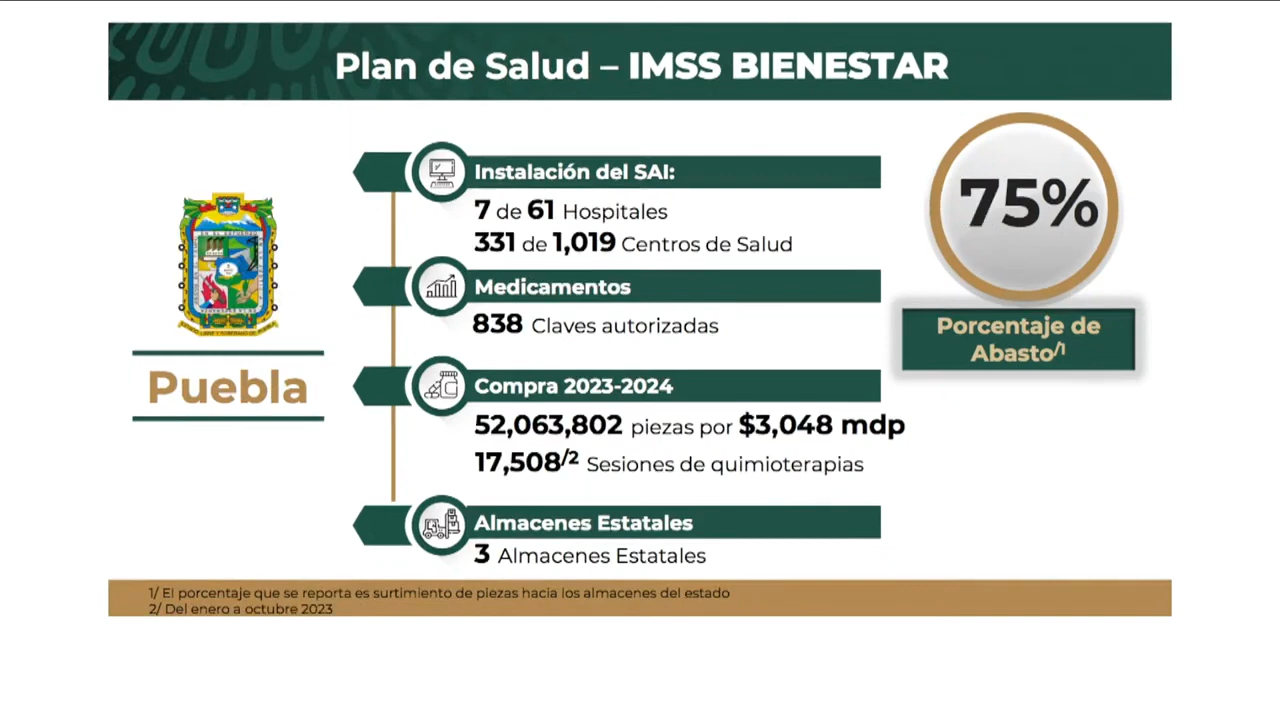 Plan de Salud – IMSS BIENESTAR
Puebla
Instalación del SAI:
7 de 61 Hospitales
331 de 1,019 Centros de Salud
Medicamentos
838 Claves autorizadas
Compra 2023-2024
52,063,802 piezas por $3,048 mdp
17,508/2 Sesiones de quimioterapias
Almacenes Estatales
3 Almacenes Estatales
75%
Porcentaje de
Abasto/1
1/ El porcentaje que se reporta es surtimiento de piezas hacia los almacenes del estado
2/ Del enero a octubre 2023